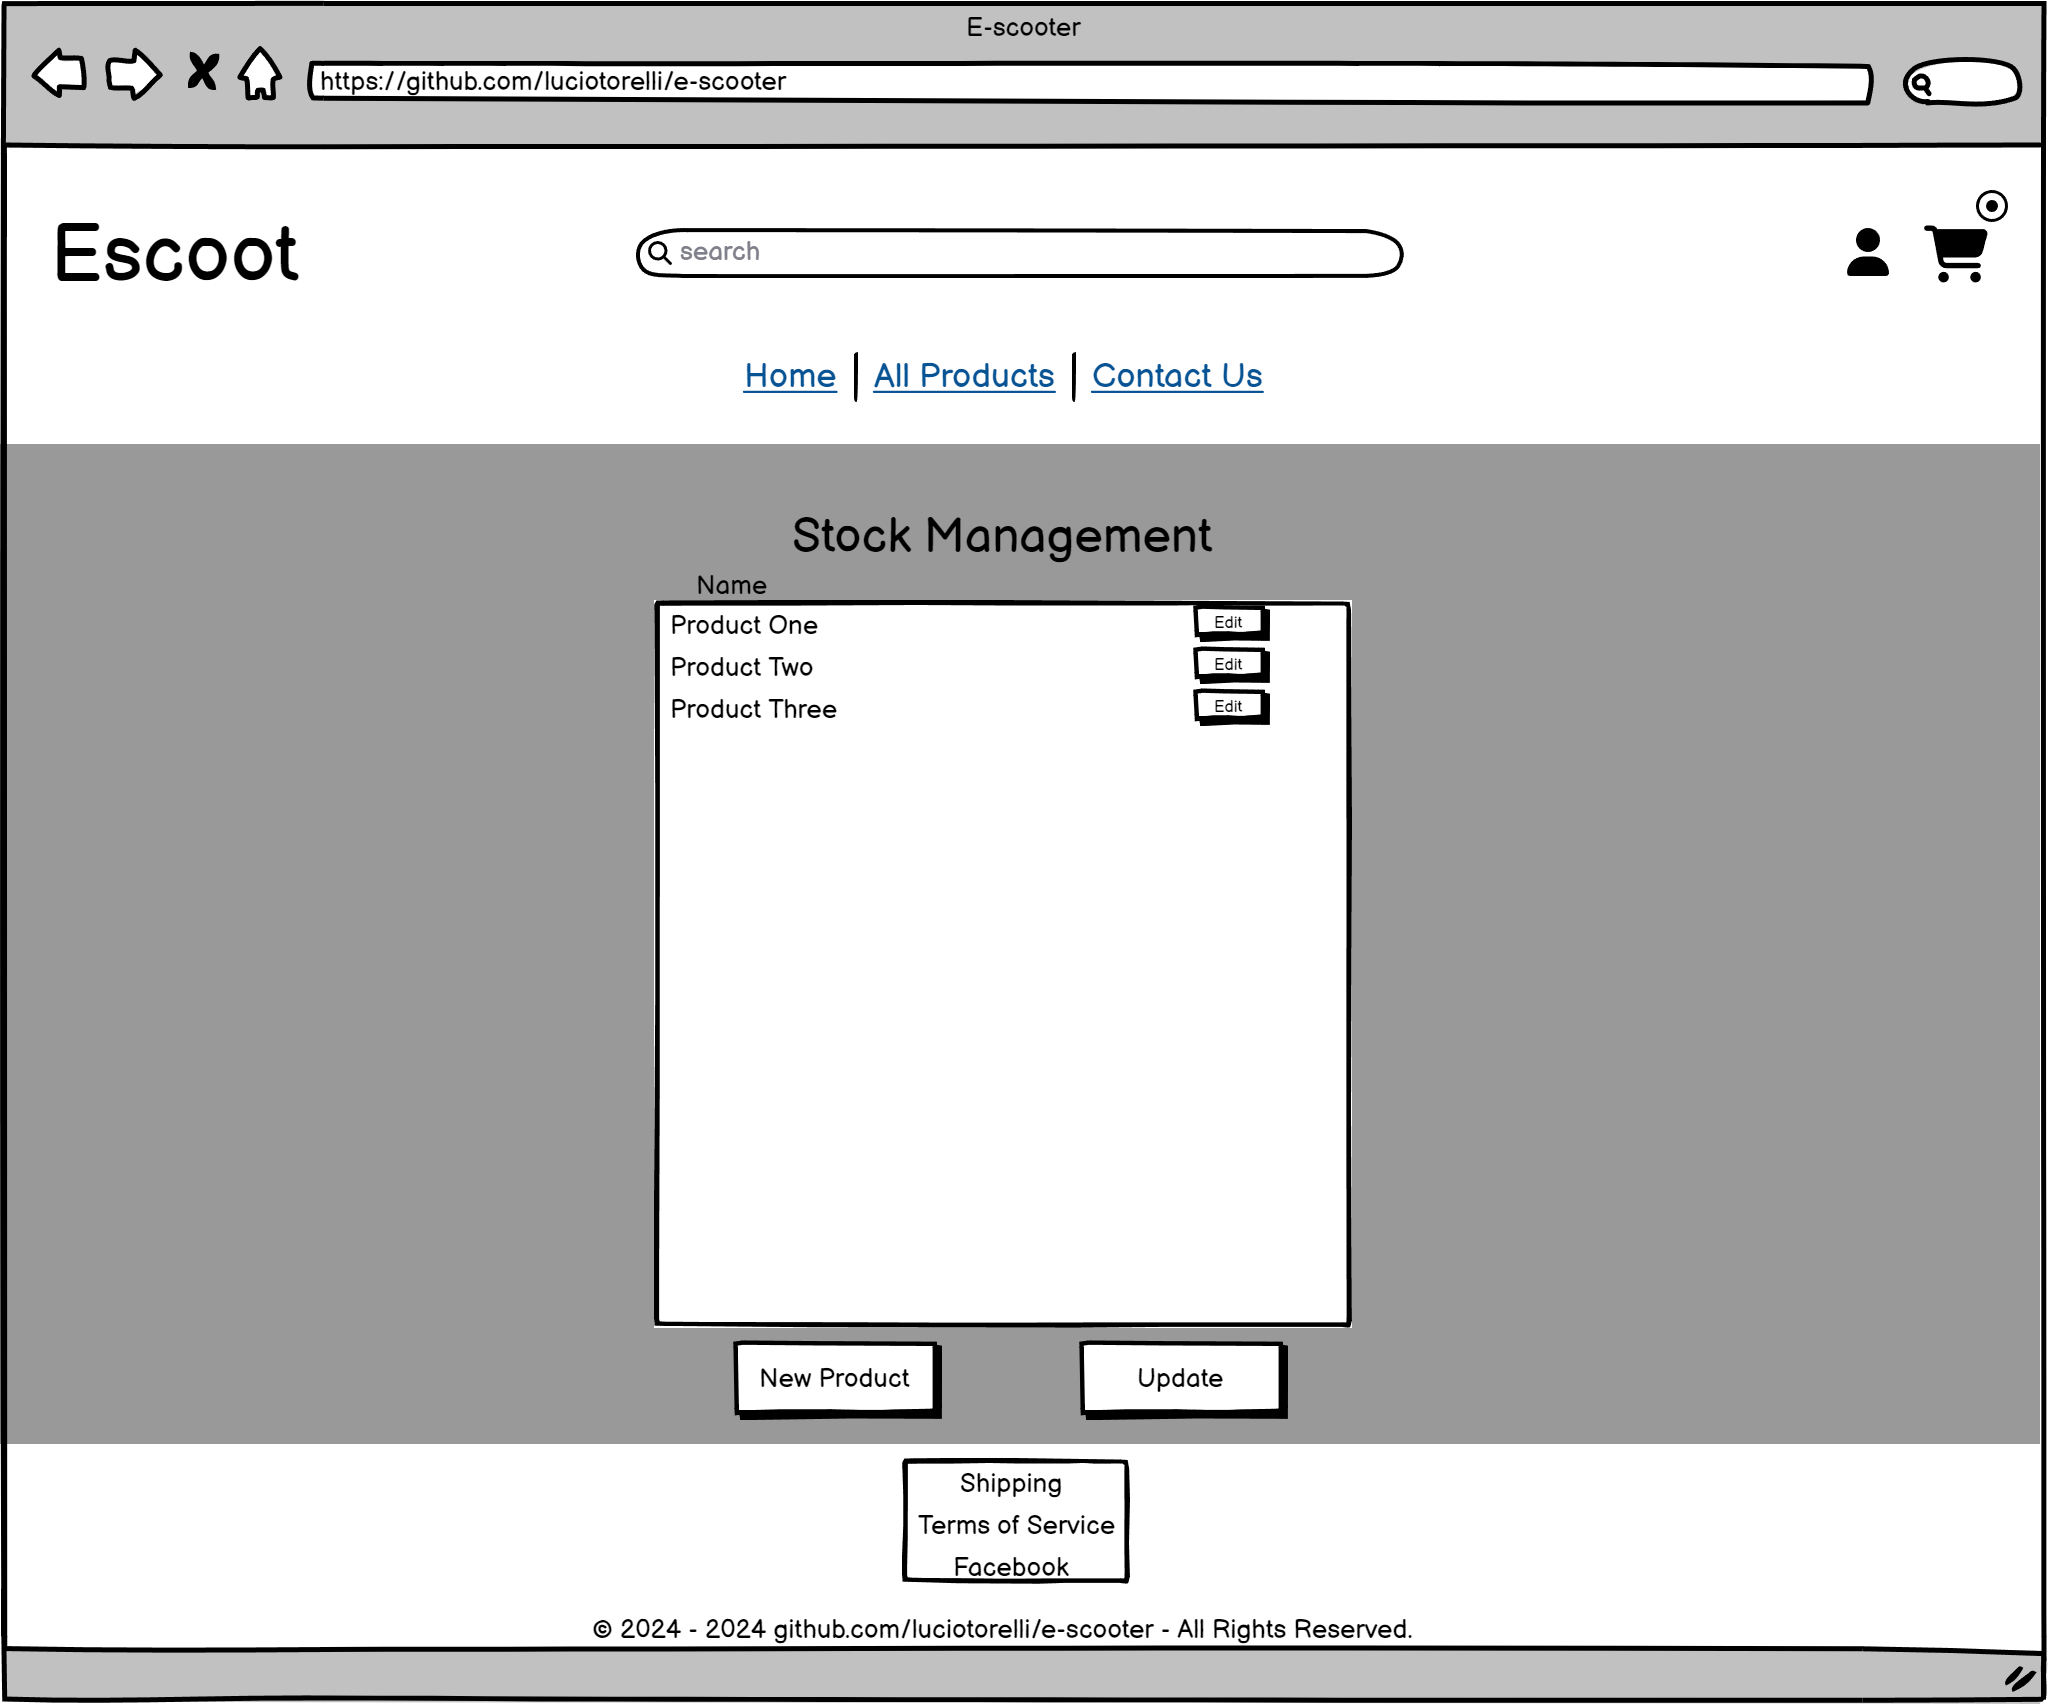 E-scooter
https://github.com/luciotorelli/e-scooter
Escoot
search
Home
All Products
Contact Us
Stock Management
Name
Product One
Edit
Product Two
Edit
Product Three
Edit
New Product
Update
Shipping
Terms of Service
Facebook
© 2024 - 2024 github.com/luciotorelli/e-scooter - All Rights Reserved.